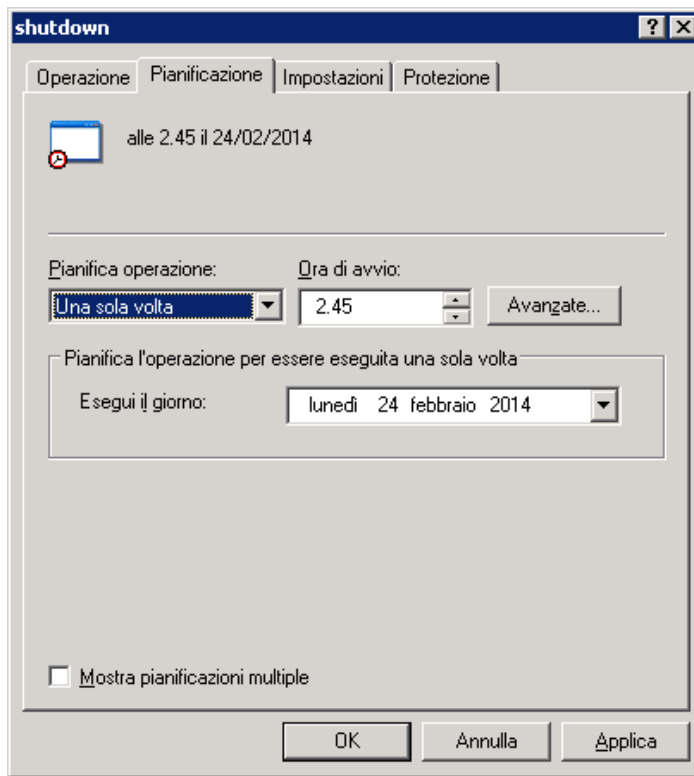 shutdown
Operazione Pianificazione Impostazioni Protezione
alle 2.45 il 24/02/2014
Pianifica operazione: Ora di avvio:
Una sola volta 2.45 Avanzate...
Pianifica l'operazione per essere eseguita una sola volta
Esegui il giorno: lunedì 24 febbraio 2014
Mostra pianificazioni multiple
OK Annulla Applica